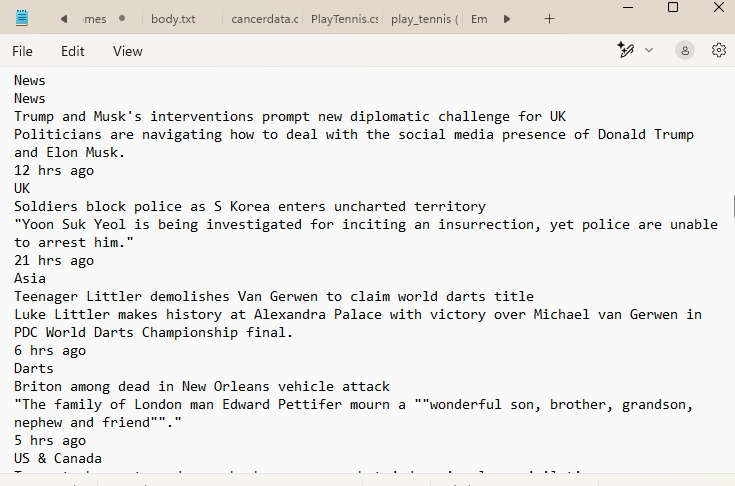 mes
body.txt
cancerdata.c
PlayTennis.cs
play_tennis (
Em
File
Edit
View
News
News
Trump and Musk's interventions prompt new diplomatic challenge for UK
Politicians are navigating how to deal with the social media presence of Donald Trump
and Elon Musk.
12 hrs ago
UK
Soldiers block police as S Korea enters uncharted territory
"Yoon Suk Yeol is being investigated for inciting an insurrection, yet police are unable
to arrest him."
21 hrs ago
Asia
Teenager Littler demolishes Van Gerwen to claim world darts title
Luke Littler makes history at Alexandra Palace with victory over Michael van Gerwen in
PDC World Darts Championship final.
6 hrs ago
Darts
Briton among dead in New Orleans vehicle attack
"The family of London man Edward Pettifer mourn a ""wonderful son, brother, grandson,
nephew and friend""."
5 hrs ago
US & Canada